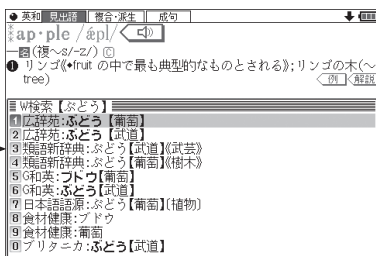 英和 見出語 複合·派生 成句
*ap·ple /ǽpl/
━名(複~s/-z/) Ⓒ
❶ リンゴ《◆fruit の中で最も典型的なものとされる》;リンゴの木(~
tree) 例 解説
W検索【ぶどう】
1 広辞苑:ぶどう【葡萄】
2 広辞苑:ぶどう【武道】
3 類語新辞典:ぶどう【武道】《武芸》
4 類語新辞典:ぶどう【葡萄】《樹木》
5 G和英:ブドウ【葡萄】
6 G和英:ぶどう【武道】
7 日本語語源:ぶどう【葡萄】〔植物〕
8 食材健康:ブドウ
9 食材健康:葡萄
0 ブリタニカ:ぶどう【武道】